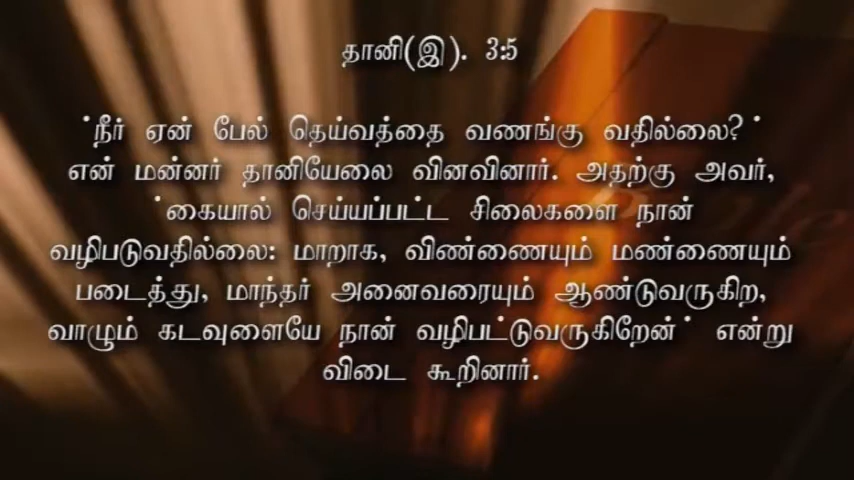 தானி(இ). 3:5
'நீர் ஏன் பேல் தெய்வத்தை வணங்கு வதில்லை?'
என் மன்னர் தானியேலை வினவினார். அதற்கு அவர்,
'கையால் செய்யப்பட்ட சிலைகளை நான்
வழிபடுவதில்லை: மாறாக, விண்ணையும் மண்ணையும்
படைத்து, மாந்தர் அனைவரையும் ஆண்டுவருகிற,
வாழும் கடவுளையே நான் வழிபட்டுவருகிறேன்' என்று
விடை கூறினார்.